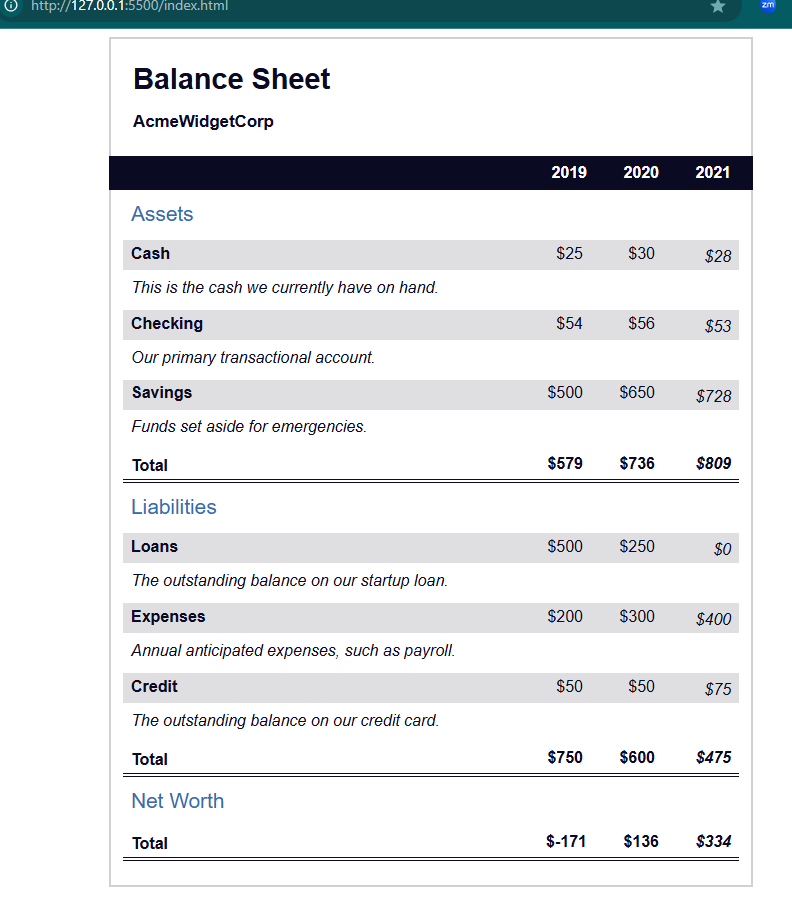 http://127.0.0.1:5500/index.html
zm
Balance Sheet
AcmeWidgetCorp
2019 2020 2021
Assets
Cash $25 $30 $28
This is the cash we currently have on hand.
Checking $54 $56 $53
Our primary transactional account.
Savings $500 $650 $728
Funds set aside for emergencies.
Total $579 $736 $809
Liabilities
Loans $500 $250 $0
The outstanding balance on our startup loan.
Expenses $200 $300 $400
Annual anticipated expenses, such as payroll.
Credit $50 $50 $75
The outstanding balance on our credit card.
Total $750 $600 $475
Net Worth
Total $-171 $136 $334